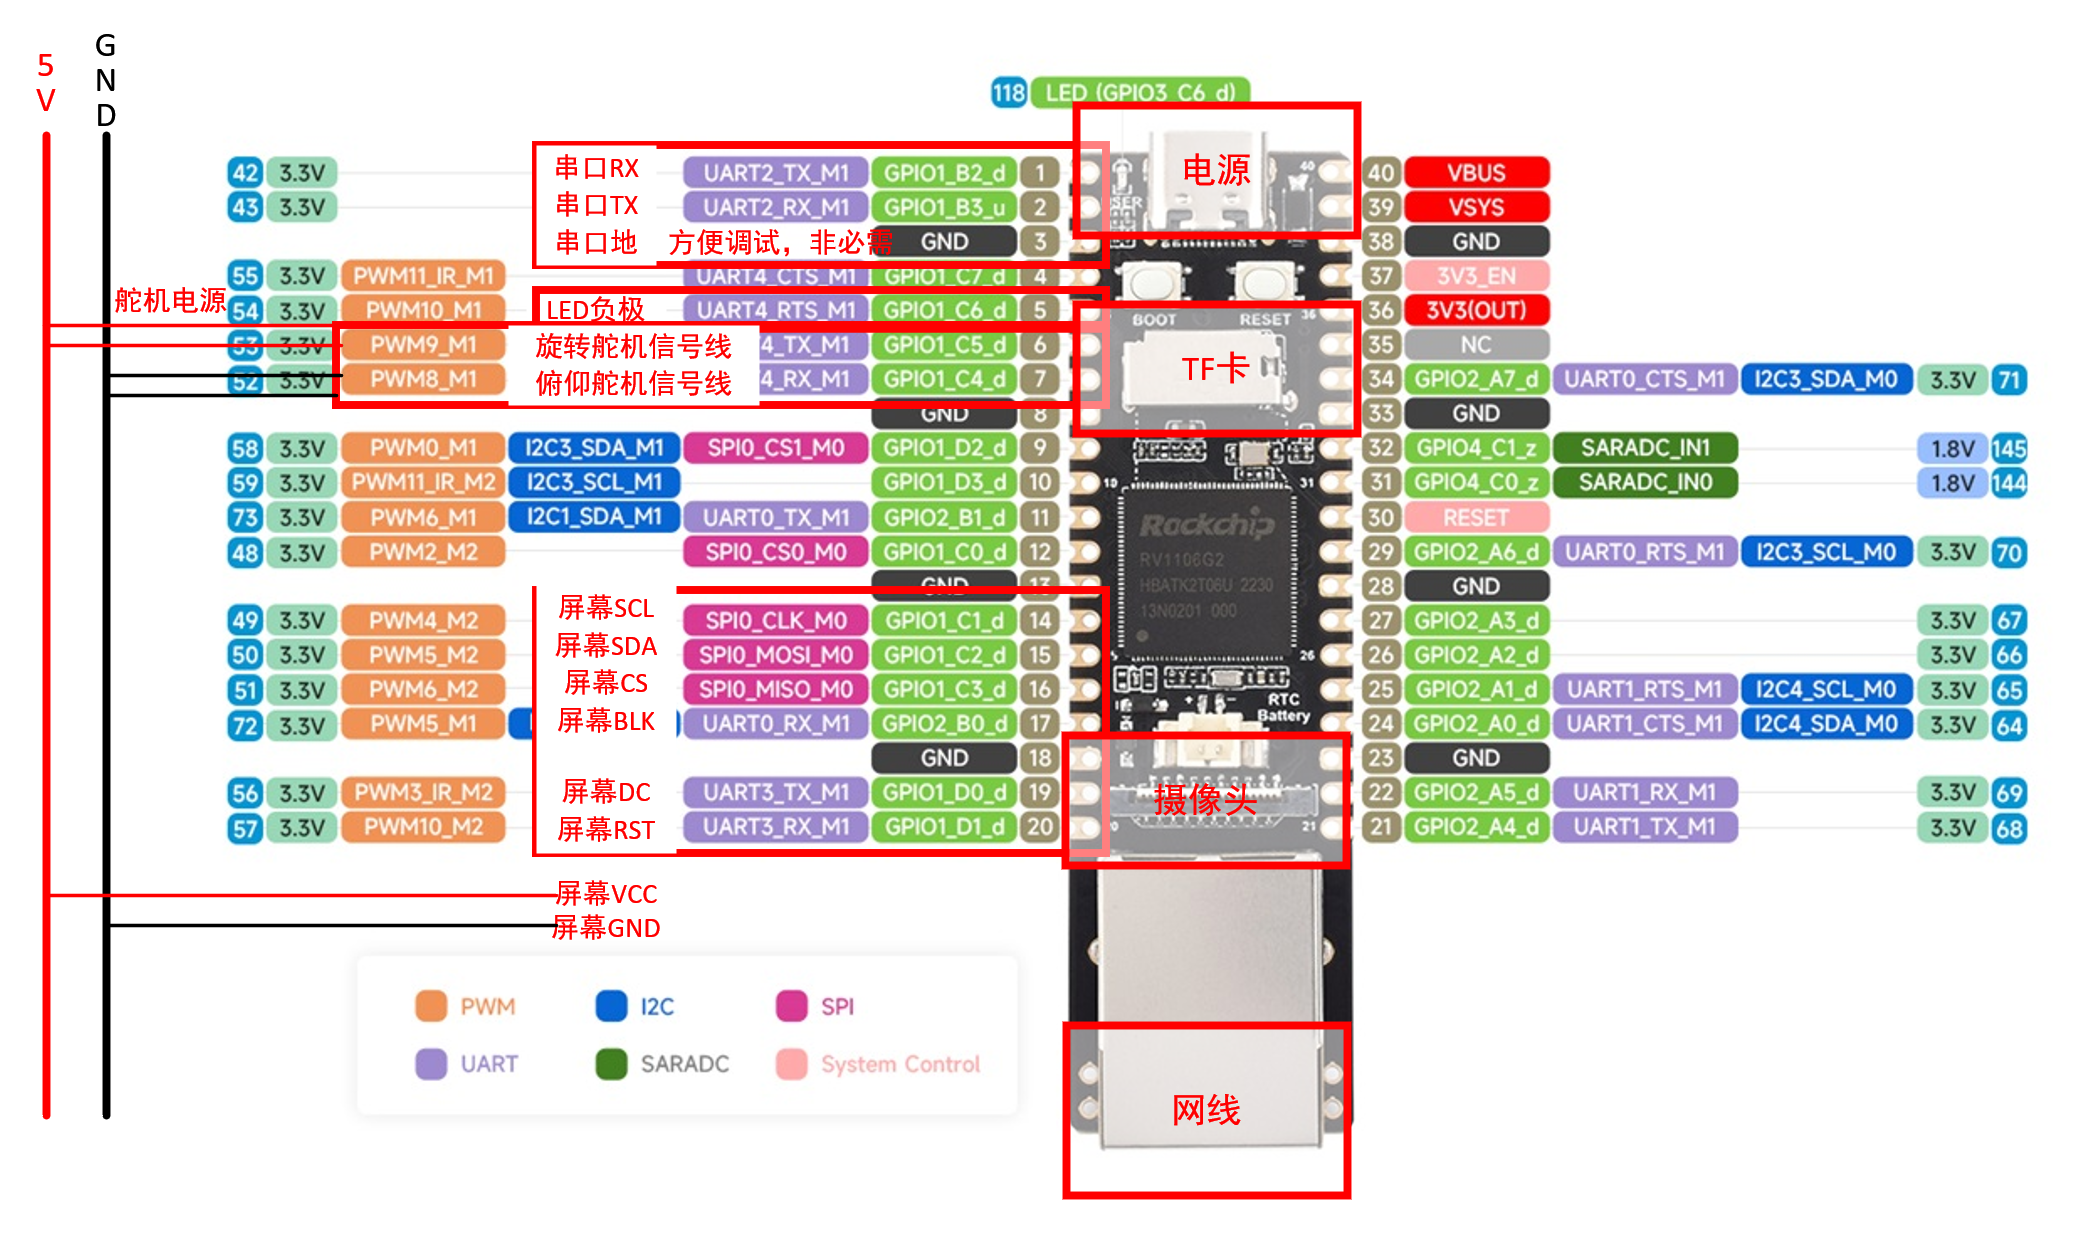 5V
GND
118 LED (GPIO3_C6_d)
42 3.3V 串口RX UART2_TX_M1 GPIO1_B2_d 1 电源 40 40 VBUS
43 3.3V 串口TX UART2_RX_M1 GPIO1_B3_u 2 39 VSYS
串口地 方便调试，非必需 GND 3 38 GND
55 3.3V PWM11_IR_M1 UART4_CTS_M1 GPIO1_C7_d 4 37 3V3_EN
舵机电源 54 3.3V PWM10_M1 LED负极 UART4_RTS_M1 GPIO1_C6_d 5 BOOT RESET 36 36 3V3(OUT)
53 3.3V PWM9_M1 旋转舵机信号线 4_TX_M1 GPIO1_C5_d 6 35 NC
52 3.3V PWM8_M1 俯仰舵机信号线 4_RX_M1 GPIO1_C4_d 7 TF卡 34 GPIO2_A7_d UART0_CTS_M1 I2C3_SDA_M0 3.3V 71
GND 8 33 GND
58 3.3V PWM0_M1 I2C3_SDA_M1 SPI0_CS1_M0 GPIO1_D2_d 9 32 GPIO4_C1_z SARADC_IN1 1.8V 145
59 3.3V PWM11_IR_M2 I2C3_SCL_M1 GPIO1_D3_d 10 10 31 31 GPIO4_C0_z SARADC_IN0 1.8V 144
73 3.3V PWM6_M1 I2C1_SDA_M1 UART0_TX_M1 GPIO2_B1_d 11 Rockchip 30 RESET
48 3.3V PWM2_M2 SPI0_CS0_M0 GPIO1_C0_d 12 RV1106G2 29 GPIO2_A6_d UART0_RTS_M1 I2C3_SCL_M0 3.3V 70
GND 13 HBATK2T06U 2230 28 GND
49 3.3V PWM4_M2 屏幕SCL SPI0_CLK_M0 GPIO1_C1_d 14 13N0201 000 27 GPIO2_A3_d 3.3V 67
50 3.3V PWM5_M2 屏幕SDA SPI0_MOSI_M0 GPIO1_C2_d 15 26 26 GPIO2_A2_d 3.3V 66
51 3.3V PWM6_M2 屏幕CS SPI0_MISO_M0 GPIO1_C3_d 16 RTC 25 GPIO2_A1_d UART1_RTS_M1 I2C4_SCL_M0 3.3V 65
72 3.3V PWM5_M1 屏幕BLK UART0_RX_M1 GPIO2_B0_d 17 Battery 24 GPIO2_A0_d UART1_CTS_M1 I2C4_SDA_M0 3.3V 64
GND 18 23 GND
56 3.3V PWM3_IR_M2 屏幕DC UART3_TX_M1 GPIO1_D0_d 19 摄像头 22 GPIO2_A5_d UART1_RX_M1 3.3V 69
57 3.3V PWM10_M2 屏幕RST UART3_RX_M1 GPIO1_D1_d 20 21 21 GPIO2_A4_d UART1_TX_M1 3.3V 68
屏幕VCC
屏幕GND
PWM I2C SPI
UART SARADC System Control
网线